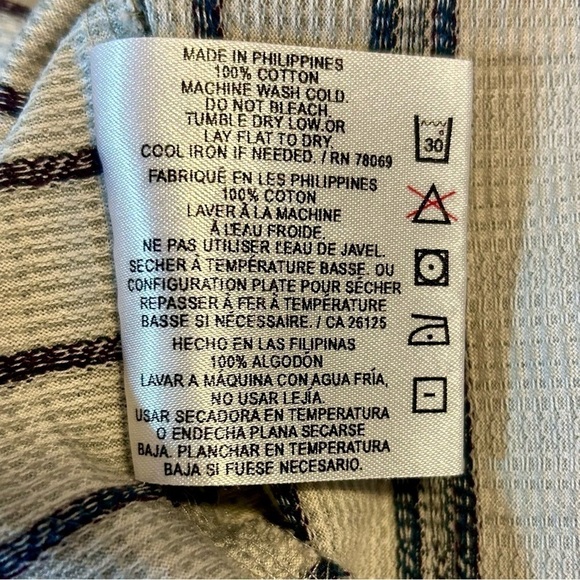 MADE IN PHILIPPINES
100% COTTON
MACHINE WASH COLD.
DO NOT BLEACH.
TUMBLE DRY LOW.OR
LAY FLAT TO DRY.
COOL IRON IF NEEDED. / RN 78069
30
FABRIQUÉ EN LES PHILIPPINES
100% COTON
LAVER À LA MACHINE
À L'EAU FROIDE.
NE PAS UTILISER L'EAU DE JAVEL.
SECHER À TEMPÉRATURE BASSE. OU
CONFIGURATION PLATE POUR SÉCHER
REPASSER À FER À TEMPÉRATURE
BASSE SI NÉCESSAIRE. / CA 26125
HECHO EN LAS FILIPINAS
100% ALGODÓN
LAVAR A MÁQUINA CON AGUA FRÍA,
NO USAR LEJÍA.
USAR SECADORA EN TEMPERATURA
O ENDECHA PLANA SECARSE
BAJA. PLANCHAR EN TEMPERATURA
BAJA SI FUESE NECESARIO.